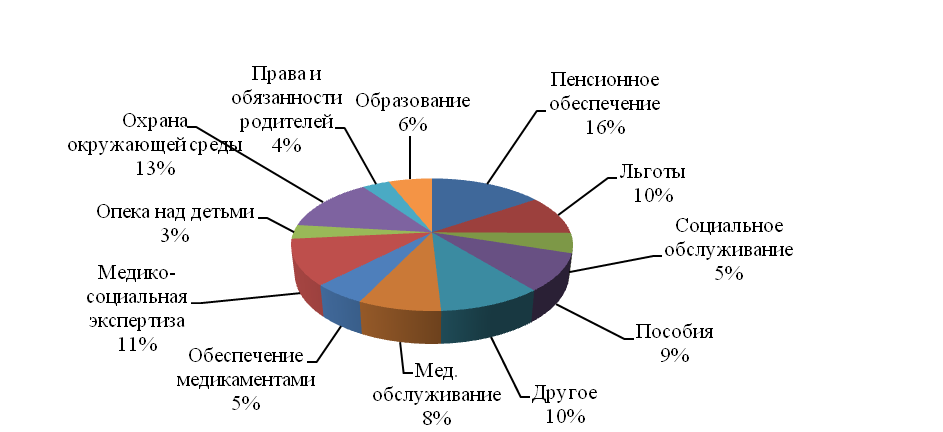 Пенсионное
обеспечение
16%
Льготы
10%
Социальное
обслуживание
5%
Пособия
9%
Другое
10%
Мед.
обслуживание
8%
Обеспечение
медикаментами
5%
Медико-
социальная
экспертиза
11%
Опека над детьми
3%
Охрана
окружающей среды
13%
Права и
обязанности
родителей
4%
Образование
6%